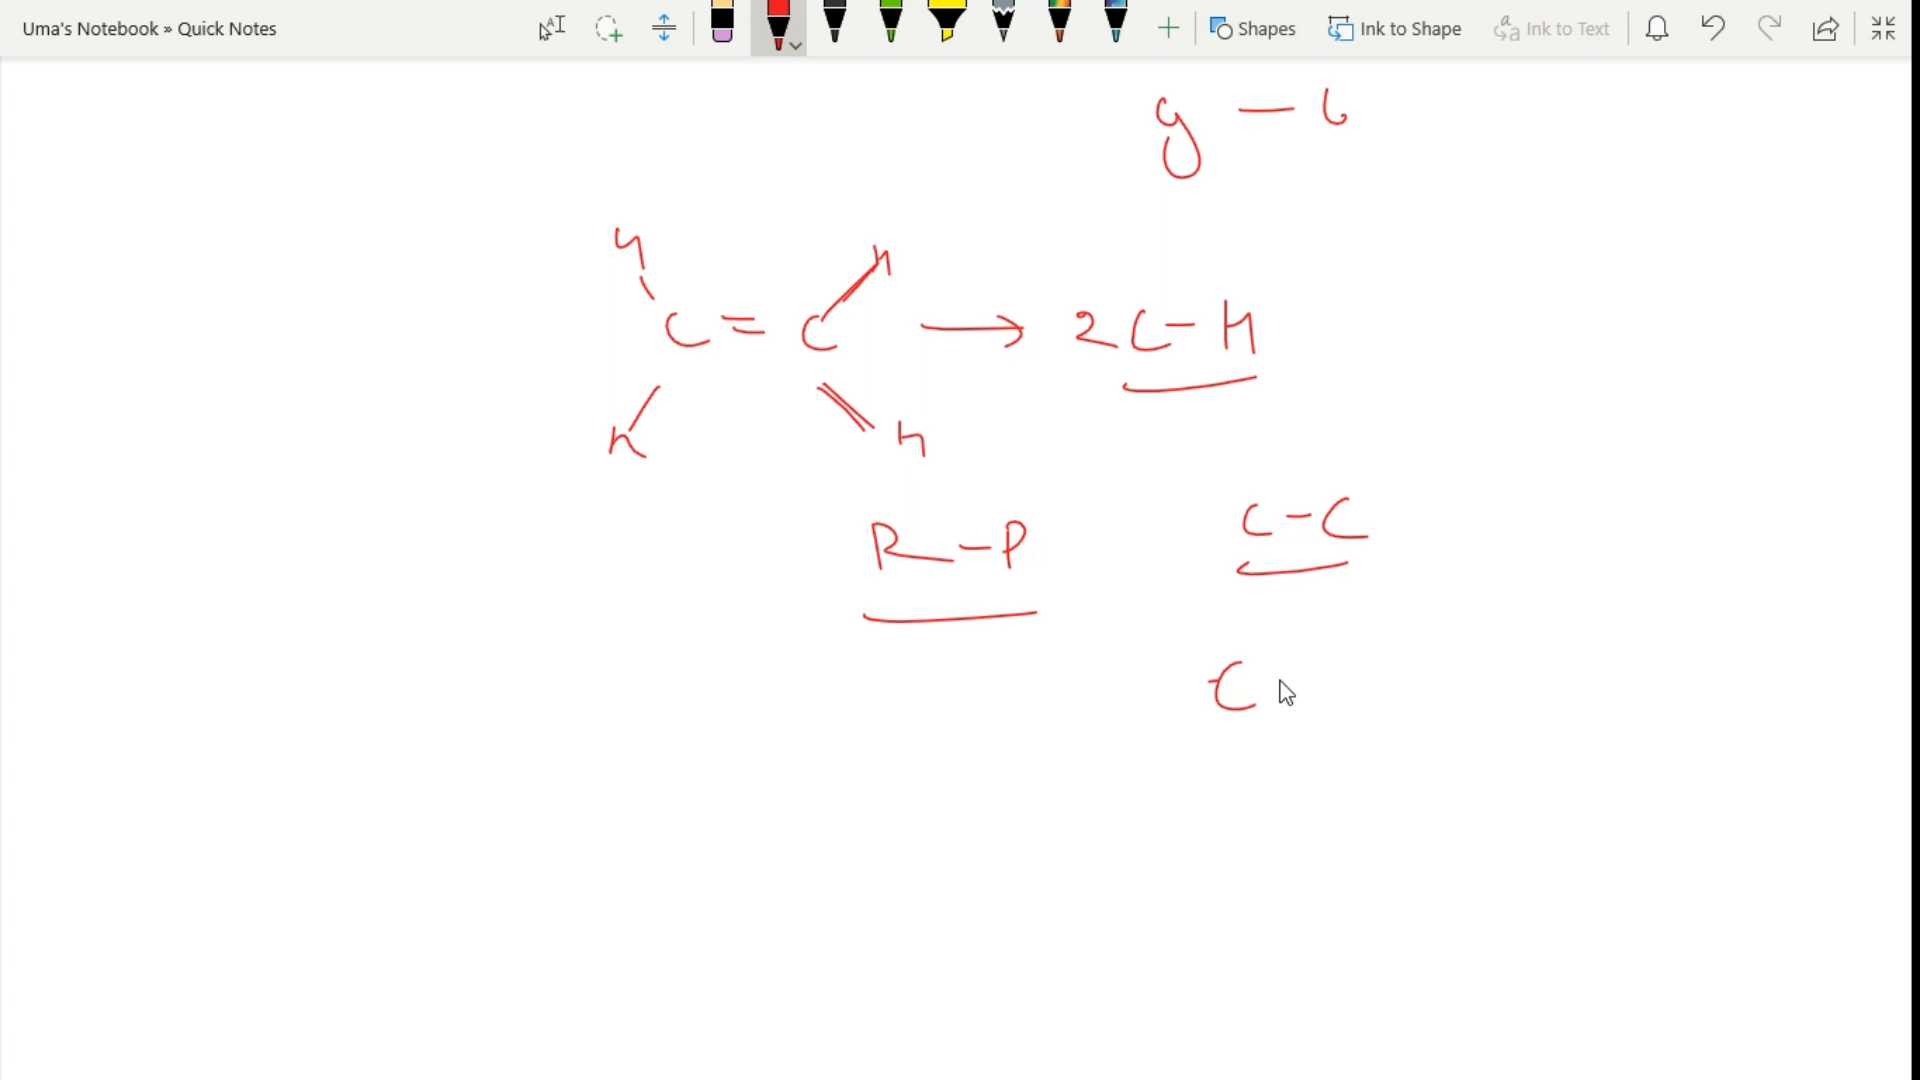 Uma's Notebook » Quick Notes
Shapes
Ink to Shape
Ink to Text
g — 6
H H
C = C → 2 C - H
H H
R - P
C - C
C